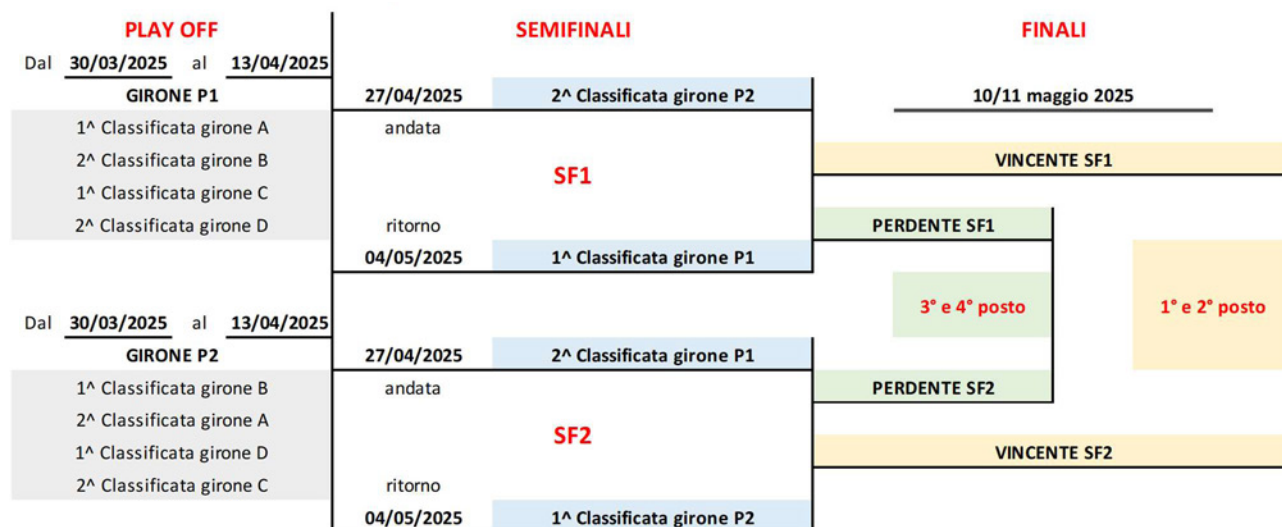 PLAY OFF SEMIFINALI FINALI
Dal 30/03/2025 al 13/04/2025
GIRONE P1 27/04/2025 2^ Classificata girone P2 10/11 maggio 2025
1^ Classificata girone A andata
2^ Classificata girone B VINCENTE SF1
SF1
1^ Classificata girone C
2^ Classificata girone D ritorno PERDENTE SF1
04/05/2025 1^ Classificata girone P1
3° e 4° posto 1° e 2° posto
Dal 30/03/2025 al 13/04/2025
GIRONE P2 27/04/2025 2^ Classificata girone P1
1^ Classificata girone B andata PERDENTE SF2
2^ Classificata girone A
SF2
1^ Classificata girone D VINCENTE SF2
2^ Classificata girone C ritorno
04/05/2025 1^ Classificata girone P2